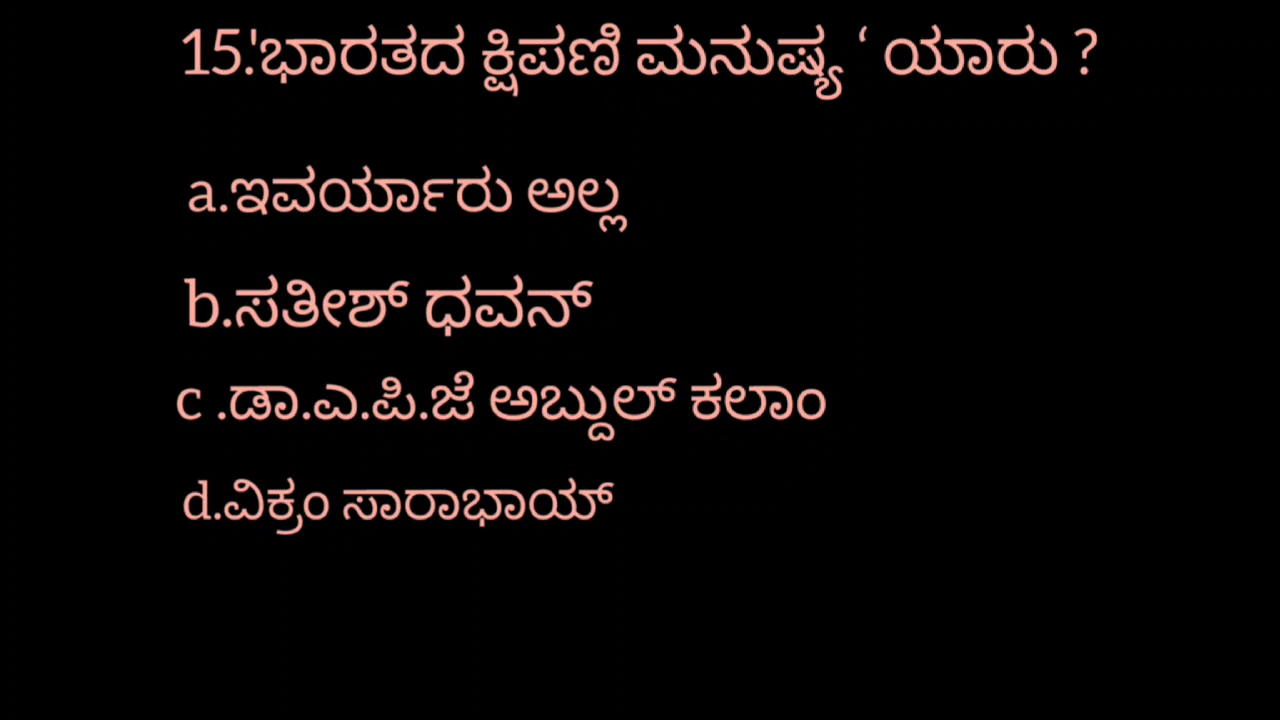 15.'ಭಾರತದ ಕ್ಷಿಪಣಿ ಮನುಷ್ಯ ‘ ಯಾರು ?
a.ಇವರ್ಯಾರು ಅಲ್ಲ
b.ಸತೀಶ್ ಧವನ್
c .ಡಾ.ಎ.ಪಿ.ಜೆ ಅಬ್ದುಲ್ ಕಲಾಂ
d.ವಿಕ್ರಂ ಸಾರಾಭಾಯ್